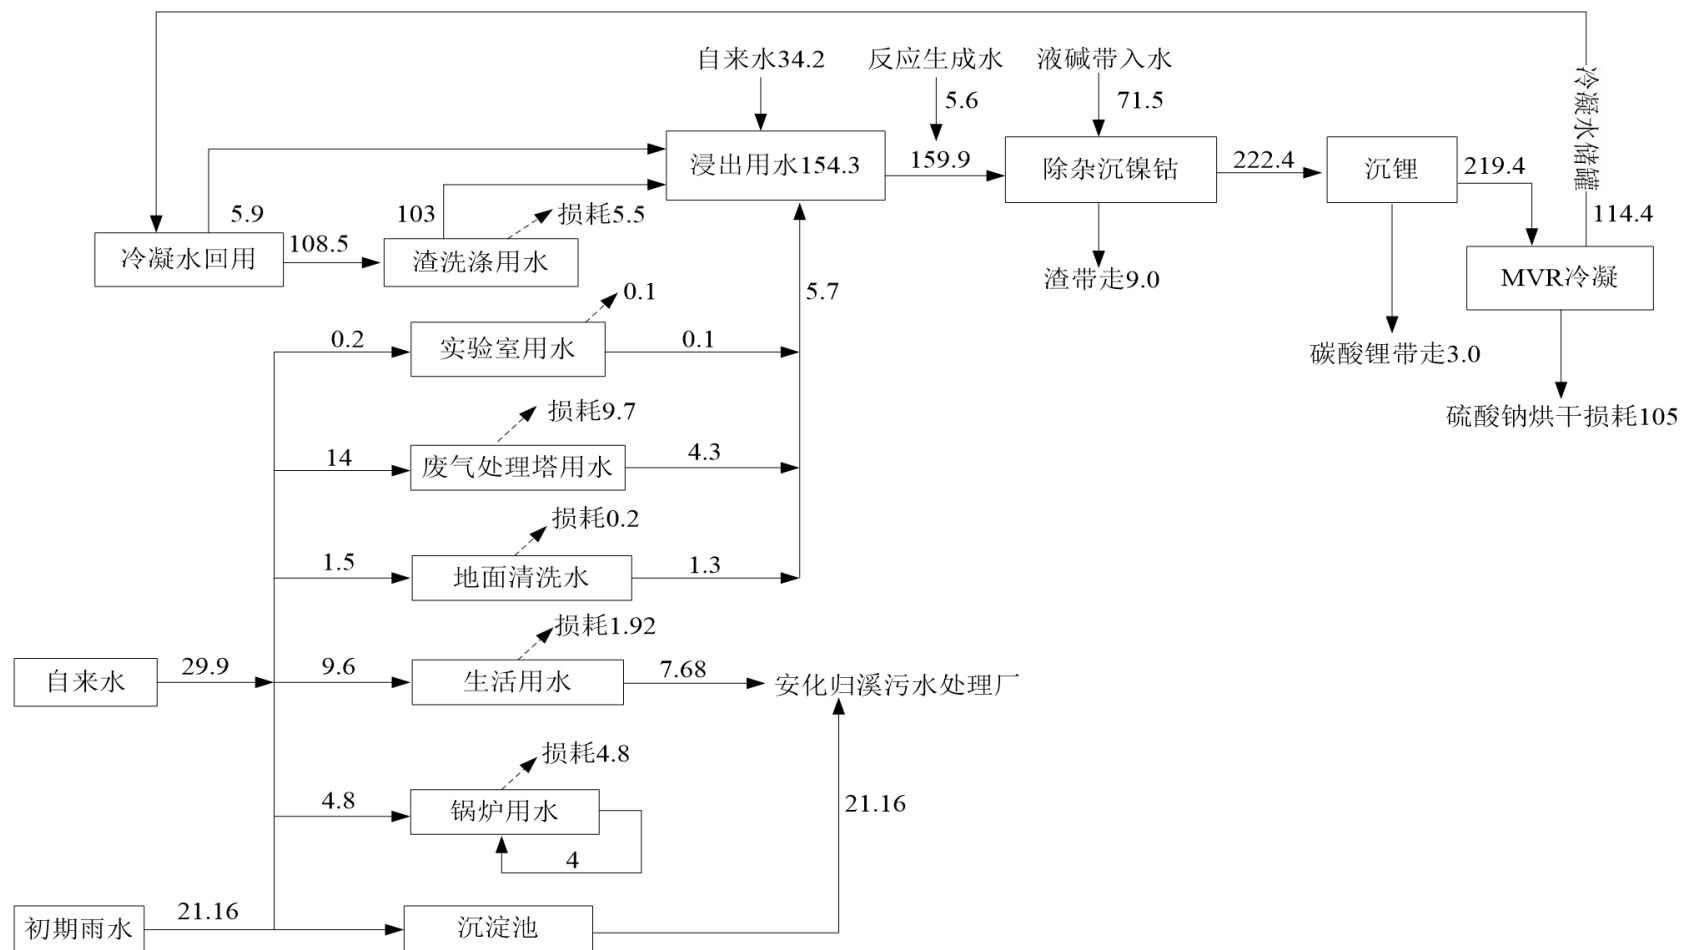 自来水34.2
反应生成水
液碱带入水
5.6
71.5
冷凝水储罐
浸出用水154.3
159.9
除杂沉镍钴
222.4
沉锂
219.4
114.4
5.9
103
损耗5.5
冷凝水回用
108.5
渣洗涤用水
渣带走9.0
MVR冷凝
5.7
0.1
0.2
实验室用水
0.1
碳酸锂带走3.0
损耗9.7
硫酸钠烘干损耗105
14
废气处理塔用水
4.3
损耗0.2
1.5
地面清洗水
1.3
损耗1.92
自来水
29.9
9.6
生活用水
7.68
安化归溪污水处理厂
损耗4.8
4.8
锅炉用水
21.16
4
初期雨水
21.16
沉淀池